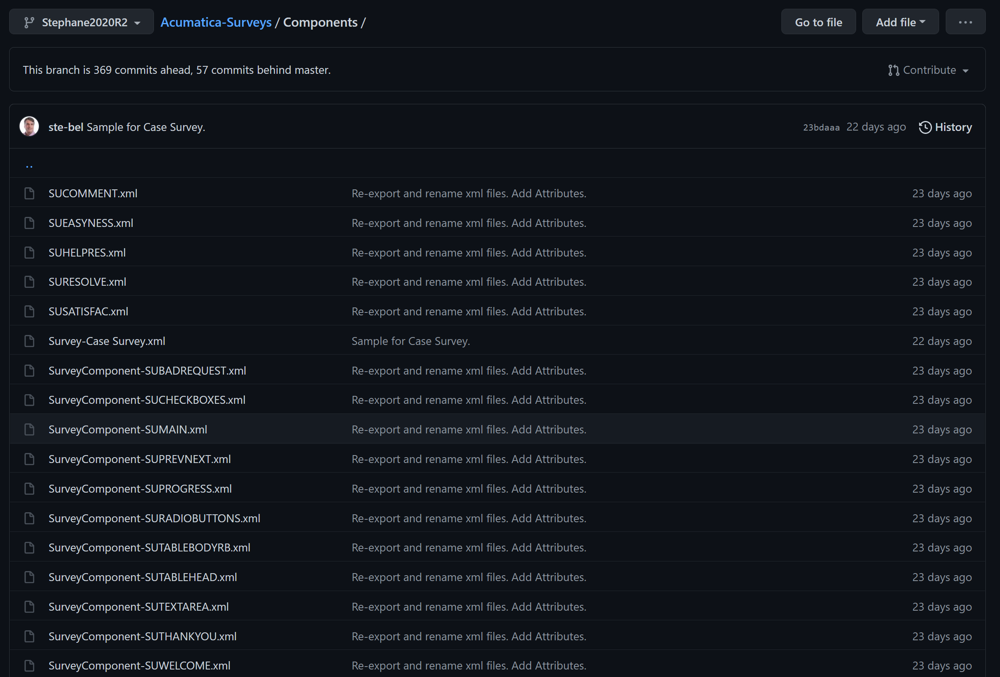 Stephane2020R2 Acumatica-Surveys / Components / Go to file Add file ...
This branch is 369 commits ahead, 57 commits behind master. Contribute
ste-bel Sample for Case Survey. 23bdaaa 22 days ago History
..
SUCOMMENT.xml Re-export and rename xml files. Add Attributes. 23 days ago
SUEASYNESS.xml Re-export and rename xml files. Add Attributes. 23 days ago
SUHELPRES.xml Re-export and rename xml files. Add Attributes. 23 days ago
SURESOLVE.xml Re-export and rename xml files. Add Attributes. 23 days ago
SUSATISFAC.xml Re-export and rename xml files. Add Attributes. 23 days ago
Survey-Case Survey.xml Sample for Case Survey. 22 days ago
SurveyComponent-SUBADREQUEST.xml Re-export and rename xml files. Add Attributes. 23 days ago
SurveyComponent-SUCHECKBOXES.xml Re-export and rename xml files. Add Attributes. 23 days ago
SurveyComponent-SUMAIN.xml Re-export and rename xml files. Add Attributes. 23 days ago
SurveyComponent-SUPREVNEXT.xml Re-export and rename xml files. Add Attributes. 23 days ago
SurveyComponent-SUPROGRESS.xml Re-export and rename xml files. Add Attributes. 23 days ago
SurveyComponent-SURADIOBUTTONS.xml Re-export and rename xml files. Add Attributes. 23 days ago
SurveyComponent-SUTABLEBODYRB.xml Re-export and rename xml files. Add Attributes. 23 days ago
SurveyComponent-SUTABLEHEAD.xml Re-export and rename xml files. Add Attributes. 23 days ago
SurveyComponent-SUTEXTAREA.xml Re-export and rename xml files. Add Attributes. 23 days ago
SurveyComponent-SUTHANKYOU.xml Re-export and rename xml files. Add Attributes. 23 days ago
SurveyComponent-SUWELCOME.xml Re-export and rename xml files. Add Attributes. 23 days ago